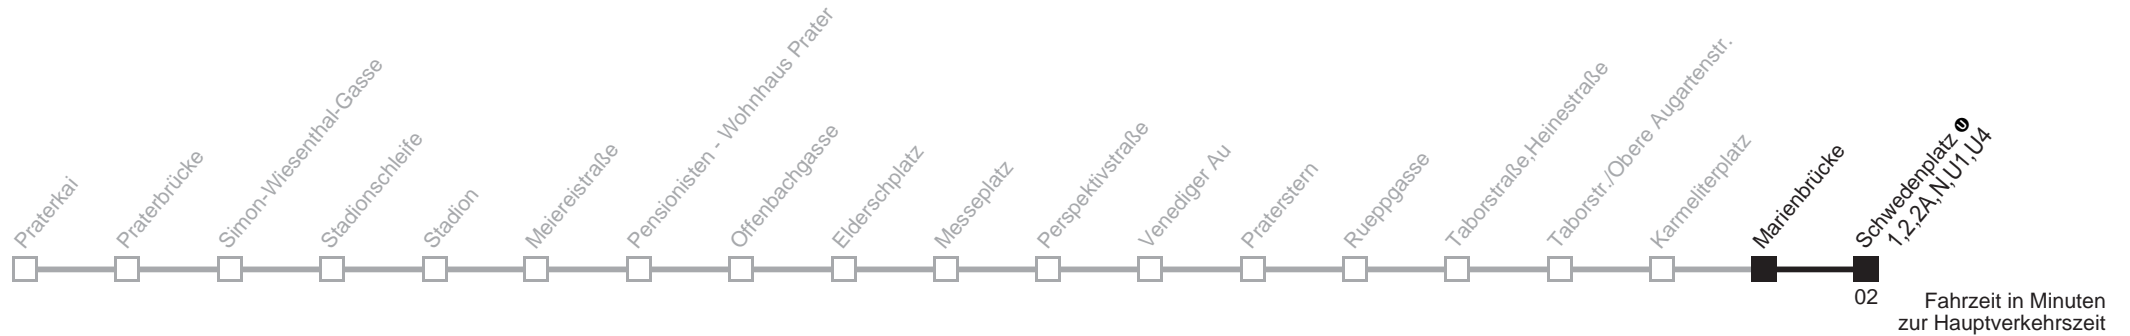 Praterkai
Praterbrücke
Simon-Wiesenthal-Gasse
Stadionschleife
Stadion
Meiereistraße
Pensionisten - Wohnhaus Prater
Offenbachgasse
Elderschplatz
Messeplatz
Perspektivstraße
Venediger Au
Praterstern
Rueppgasse
Taborstraße,Heinestraße
Taborstr./Obere Augartenstr.
Karmeliterplatz
Marienbrücke
Schwedenplatz U
1,2,2A,N,U1,U4
02
Fahrzeit in Minuten
zur Hauptverkehrszeit